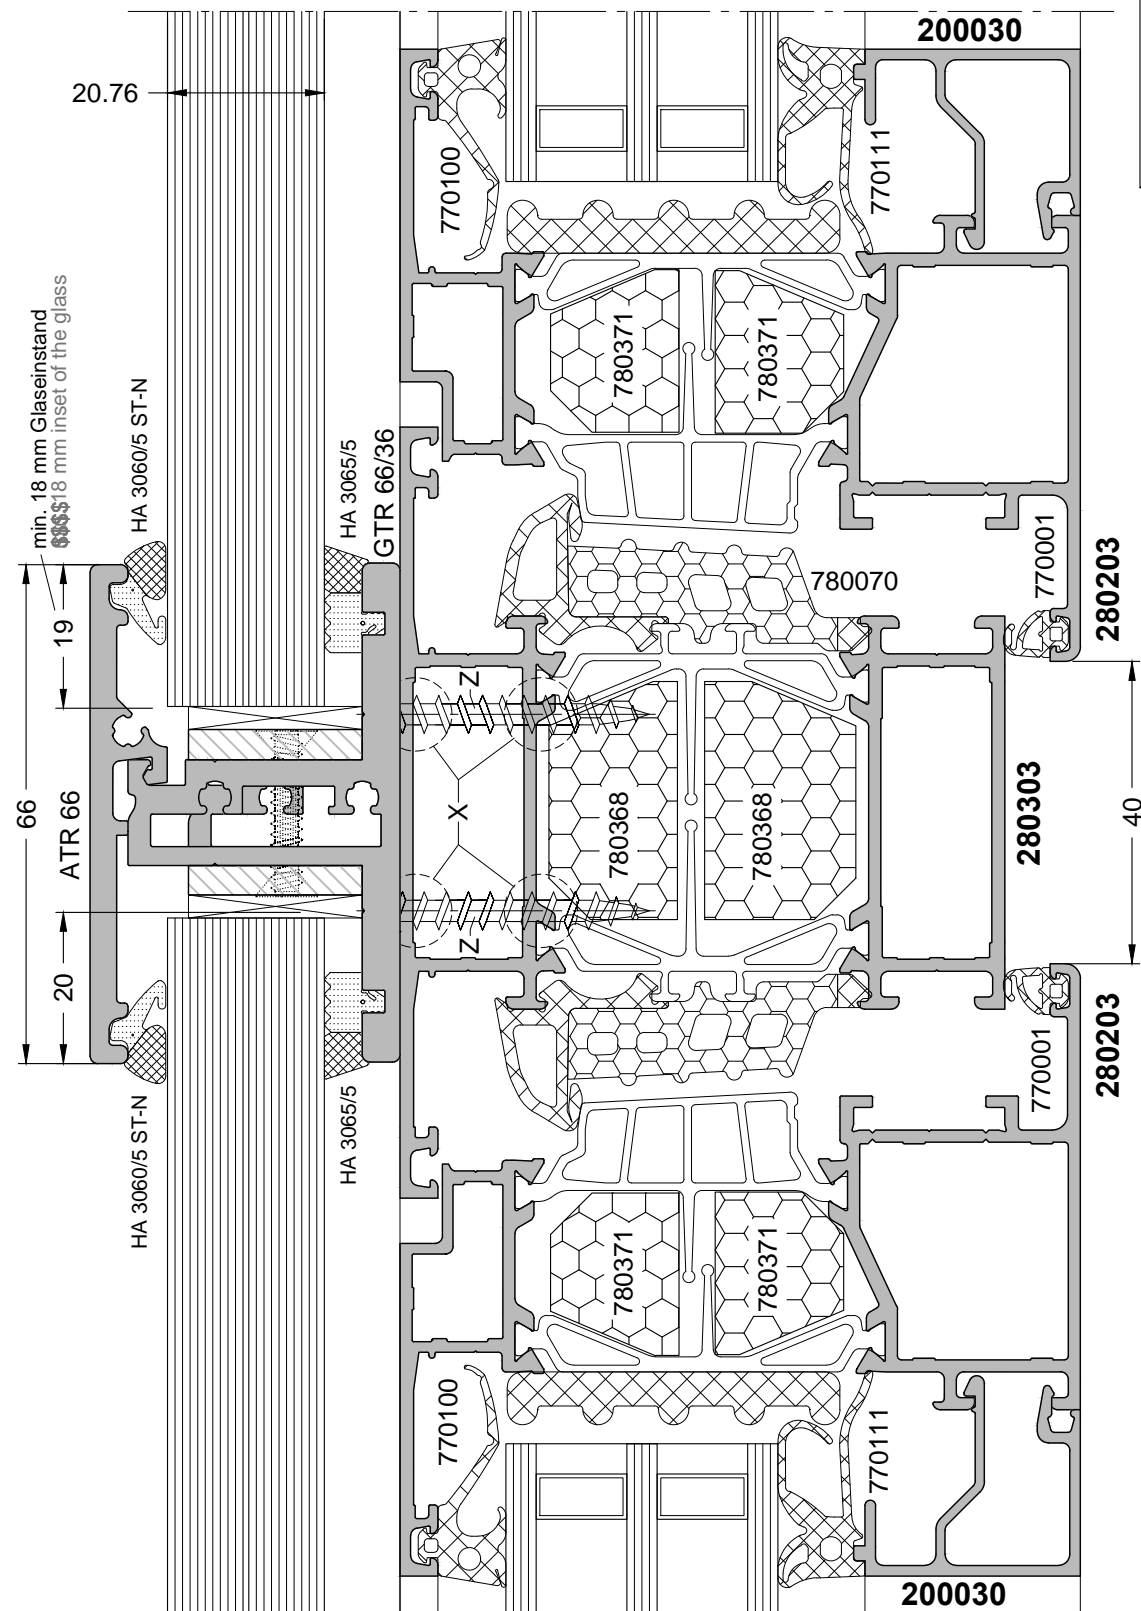 200030
20.76
770100
770111
min. 18 mm Glaseinstand
18 mm inset of the glass
HA 3060/5 ST-N
HA 3065/5
GTR 66/36
780371
780371
780070
770001
280203
19
66
ATR 66
Z
X
Z
780368
780368
280303
40
20
HA 3060/5 ST-N
HA 3065/5
770001
280203
780371
780371
770100
770111
200030